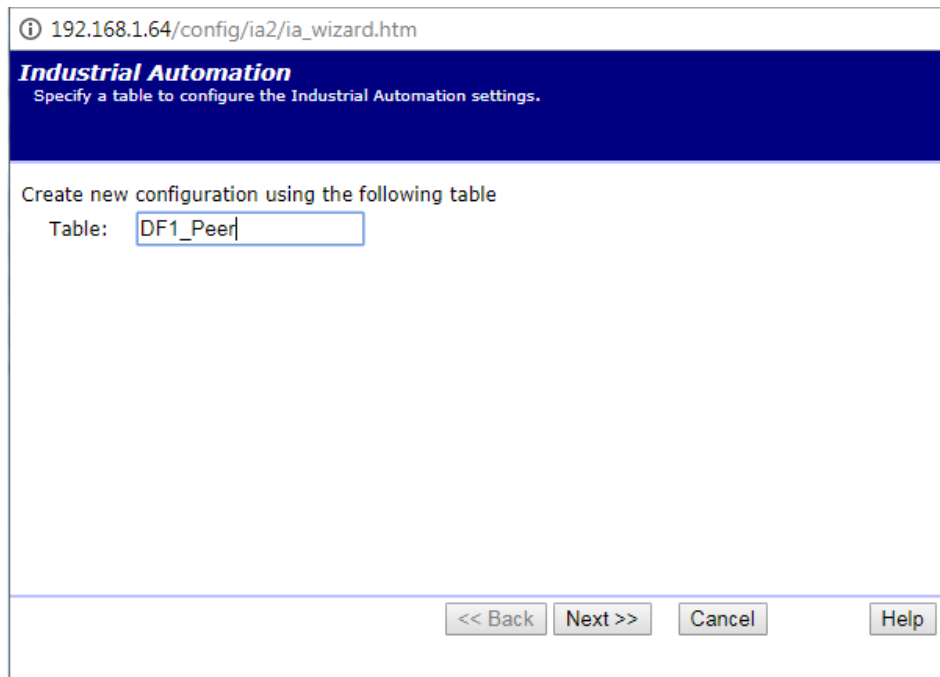 192.168.1.64/config/ia2/ia_wizard.htm
Industrial Automation
Specify a table to configure the Industrial Automation settings.
Create new configuration using the following table
Table: DF1_Peer
<< Back Next >> Cancel Help